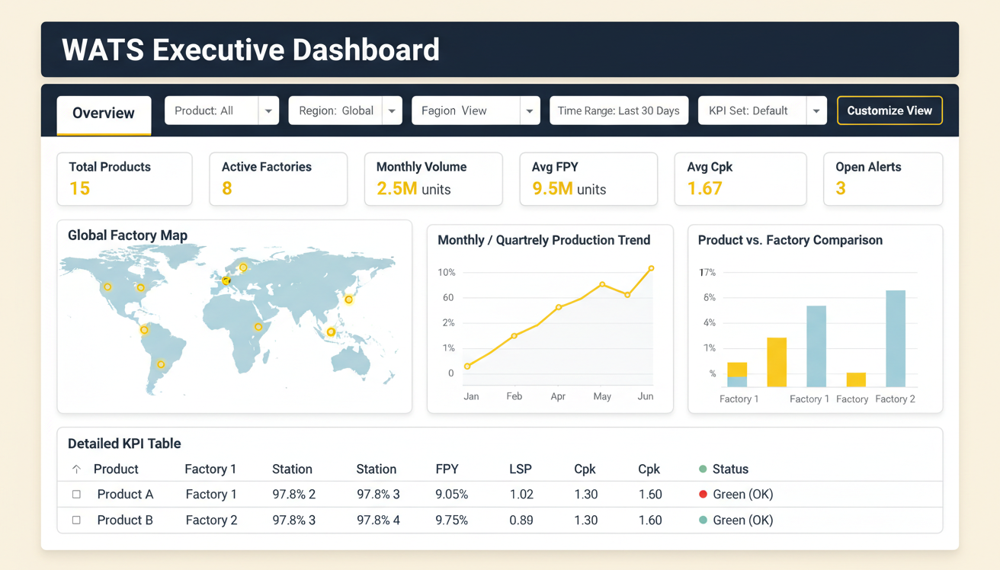 WATS Executive Dashboard
Overview
Product: All
Region: Global
Fegion View
Time Range: Last 30 Days
KPI Set: Default
Customize View
Total Products
15
Active Factories
8
Monthly Volume
2.5M units
Avg FPY
9.5M units
Avg Cpk
1.67
Open Alerts
3
Global Factory Map
Monthly / Quartrely Production Trend
10%
60
2%
1%
0
Jan Feb Apr May Jun
Product vs. Factory Comparison
17%
6%
4%
1%
%
Factory 1 Factory 1 Factory Factory 2
Detailed KPI Table
↑ Product Factory 1 Station Station FPY LSP Cpk Cpk Status
Product A Factory 1 97.8% 2 97.8% 3 9.05% 1.02 1.30 1.60 Green (OK)
Product B Factory 2 97.8% 3 97.8% 4 9.75% 0.89 1.30 1.60 Green (OK)